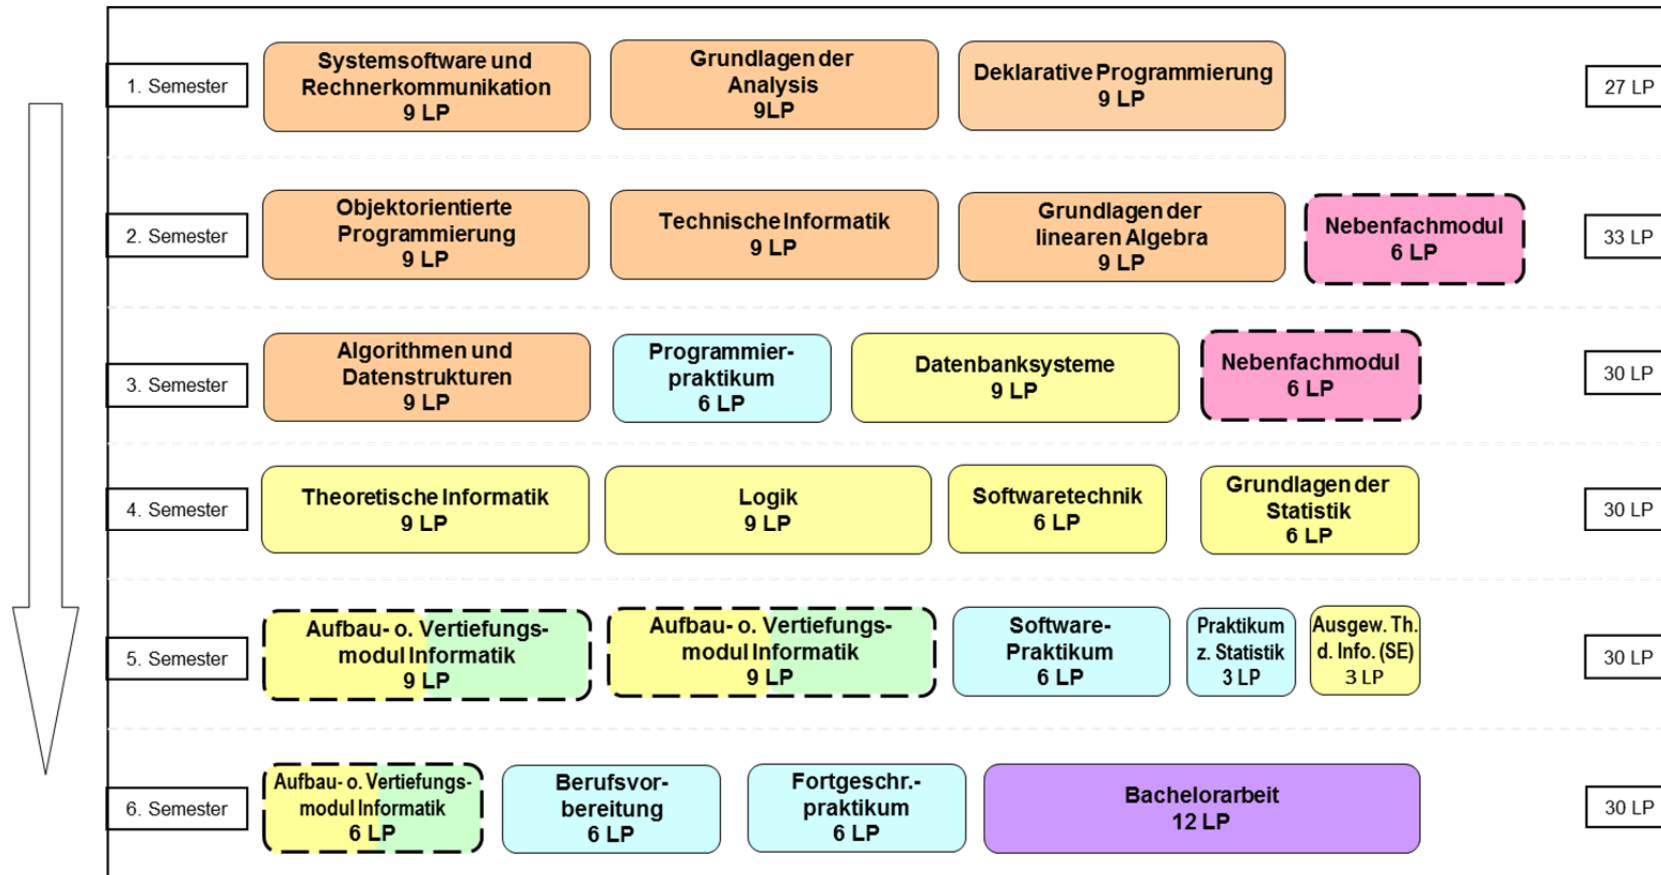 1. Semester
Systemsoftware und
Rechnerkommunikation
9 LP
Grundlagen der
Analysis
9LP
Deklarative Programmierung
9 LP
27 LP
2. Semester
Objektorientierte
Programmierung
9 LP
Technische Informatik
9 LP
Grundlagen der
linearen Algebra
9 LP
Nebenfachmodul
6 LP
33 LP
3. Semester
Algorithmen und
Datenstrukturen
9 LP
Programmier-
praktikum
6 LP
Datenbanksysteme
9 LP
Nebenfachmodul
6 LP
30 LP
4. Semester
Theoretische Informatik
9 LP
Logik
9 LP
Softwaretechnik
6 LP
Grundlagen der
Statistik
6 LP
30 LP
5. Semester
Aufbau- o. Vertiefungs-
modul Informatik
9 LP
Aufbau- o. Vertiefungs-
modul Informatik
9 LP
Software-
Praktikum
6 LP
Praktikum
z. Statistik
3 LP
Ausgew. Th.
d. Info. (SE)
3 LP
30 LP
6. Semester
Aufbau- o. Vertiefungs-
modul Informatik
6 LP
Berufsvor-
bereitung
6 LP
Fortgeschr.-
praktikum
6 LP
Bachelorarbeit
12 LP
30 LP